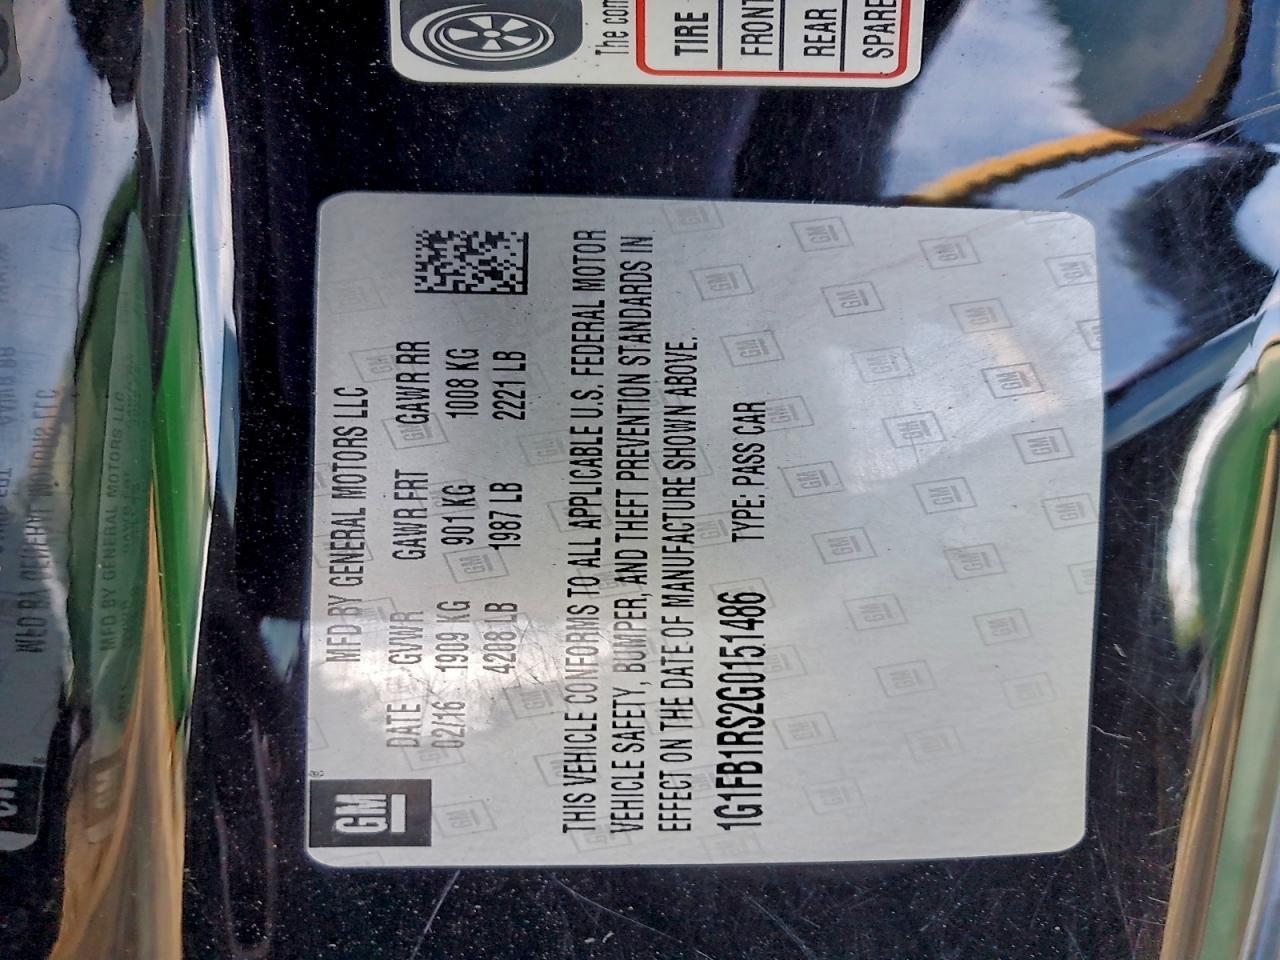 The com
TIRE
FRONT
REAR
SPARE
GM
MFD BY GENERAL MOTORS LLC
DATE GVWR GAWR FRT GAWR RR
02/16 1909 KG 901 KG 1008 KG
4208 LB 1987 LB 2221 LB
THIS VEHICLE CONFORMS TO ALL APPLICABLE U.S. FEDERAL MOTOR
VEHICLE SAFETY, BUMPER, AND THEFT PREVENTION STANDARDS IN
EFFECT ON THE DATE OF MANUFACTURE SHOWN ABOVE.
1G1FB1RS2G0151486 TYPE: PASS CAR